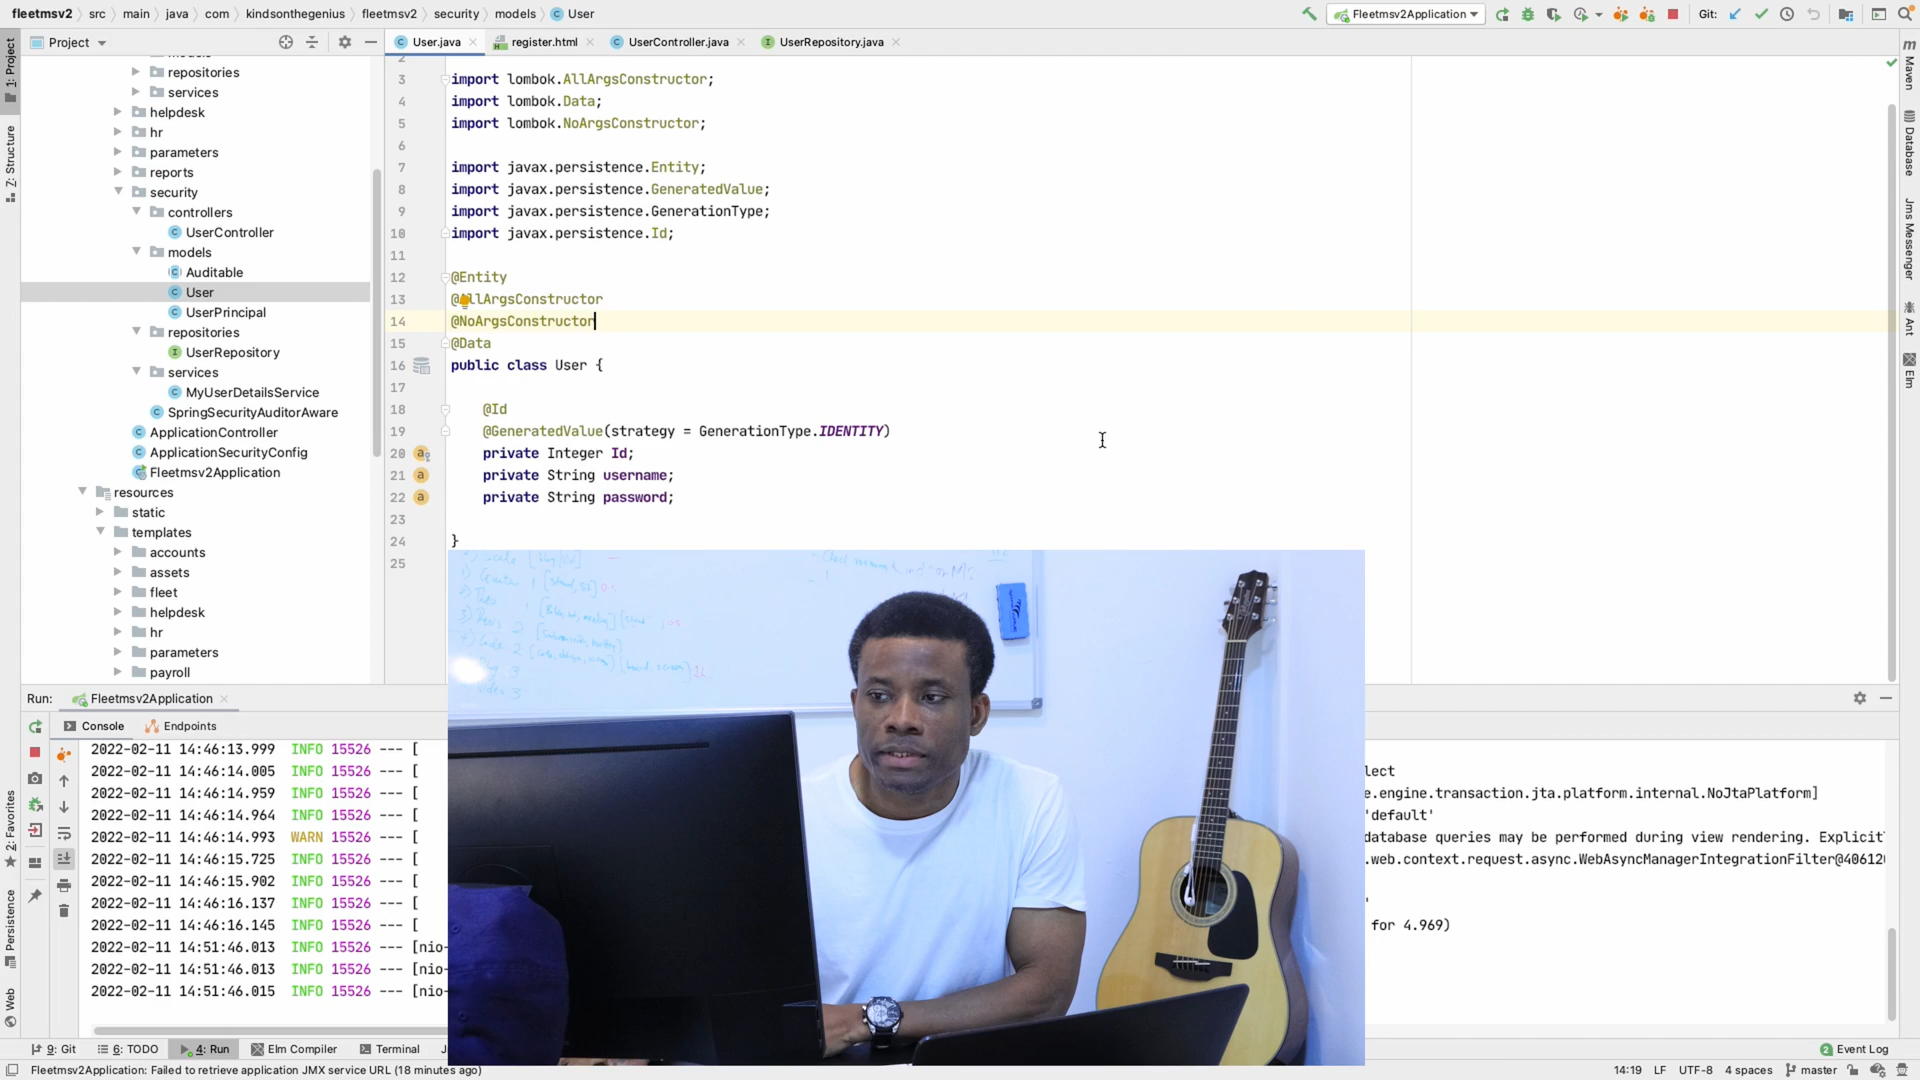 fleetmsv2 src main java com kindsonthegenius fleetmsv2 security models User
Fleetmsv2Application
Git:
Project
User.java
register.html
UserController.java
UserRepository.java
repositories
services
helpdesk
hr
parameters
reports
security
controllers
UserController
models
Auditable
User
UserPrincipal
repositories
UserRepository
services
MyUserDetailsService
SpringSecurityAuditorAware
ApplicationController
ApplicationSecurityConfig
Fleetmsv2Application
resources
static
templates
accounts
assets
fleet
helpdesk
hr
parameters
payroll
2
3 import lombok.AllArgsConstructor;
4 import lombok.Data;
5 import lombok.NoArgsConstructor;
6
7 import javax.persistence.Entity;
8 import javax.persistence.GeneratedValue;
9 import javax.persistence.GenerationType;
10 import javax.persistence.Id;
11
12 @Entity
13 @AllArgsConstructor
14 @NoArgsConstructor
15 @Data
16 public class User {
17
18 @Id
19 @GeneratedValue(strategy = GenerationType.IDENTITY)
20 private Integer Id;
21 private String username;
22 private String password;
23
24 }
25
1: Project
Z: Structure
2: Favorites
Persistence
Web
m
Maven
Database
Jms Messenger
Ant
Elm
Run: Fleetmsv2Application
Console Endpoints
2022-02-11 14:46:13.999 INFO 15526 --- [
2022-02-11 14:46:14.005 INFO 15526 --- [
lect
2022-02-11 14:46:14.959 INFO 15526 --- [
e.engine.transaction.jta.platform.internal.NoJtaPlatform]
2022-02-11 14:46:14.964 INFO 15526 --- [
'default'
2022-02-11 14:46:14.993 WARN 15526 --- [
database queries may be performed during view rendering. Explicit
2022-02-11 14:46:15.725 INFO 15526 --- [
.web.context.request.async.WebAsyncManagerIntegrationFilter@40612
2022-02-11 14:46:15.902 INFO 15526 --- [
2022-02-11 14:46:16.137 INFO 15526 --- [
'
2022-02-11 14:46:16.145 INFO 15526 --- [
for 4.969)
2022-02-11 14:51:46.013 INFO 15526 --- [nio-
2022-02-11 14:51:46.013 INFO 15526 --- [nio-
2022-02-11 14:51:46.015 INFO 15526 --- [nio-
9: Git 6: TODO 4: Run Elm Compiler Terminal
2 Event Log
Fleetmsv2Application: Failed to retrieve application JMX service URL (18 minutes ago)
14:19 LF UTF-8 4 spaces master